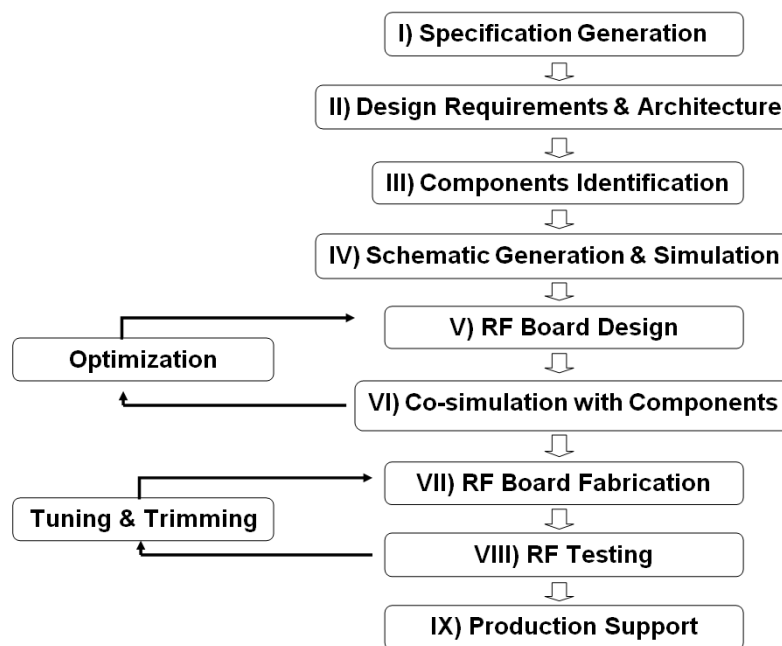 I) Specification Generation
II) Design Requirements & Architecture
III) Components Identification
IV) Schematic Generation & Simulation
V) RF Board Design
Optimization
VI) Co-simulation with Components
VII) RF Board Fabrication
Tuning & Trimming
VIII) RF Testing
IX) Production Support